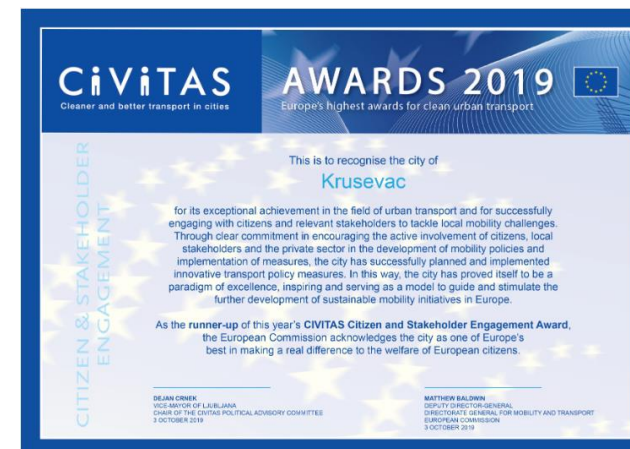 CiViTAS
Cleaner and better transport in cities
AWARDS 2019
Europe's highest awards for clean urban transport
CITIZEN & STAKEHOLDER
ENGAGEMENT
This is to recognise the city of
Krusevac
for its exceptional achievement in the field of urban transport and for successfully
engaging with citizens and relevant stakeholders to tackle local mobility challenges.
Through clear commitment in encouraging the active involvement of citizens, local
stakeholders and the private sector in the development of mobility policies and
implementation of measures, the city has successfully planned and implemented
innovative transport policy measures. In this way, the city has proved itself to be a
paradigm of excellence, inspiring and serving as a model to guide and stimulate the
further development of sustainable mobility initiatives in Europe.
As the runner-up of this year's CIVITAS Citizen and Stakeholder Engagement Award,
the European Commission acknowledges the city as one of Europe's
best in making a real difference to the welfare of European citizens.
DEJAN CRNEK
VICE-MAYOR OF LJUBLJANA
CHAIR OF THE CIVITAS POLITICAL ADVISORY COMMITTEE
3 OCTOBER 2019
MATTHEW BALDWIN
DEPUTY DIRECTOR-GENERAL
DIRECTORATE GENERAL FOR MOBILITY AND TRANSPORT
EUROPEAN COMMISSION
3 OCTOBER 2019